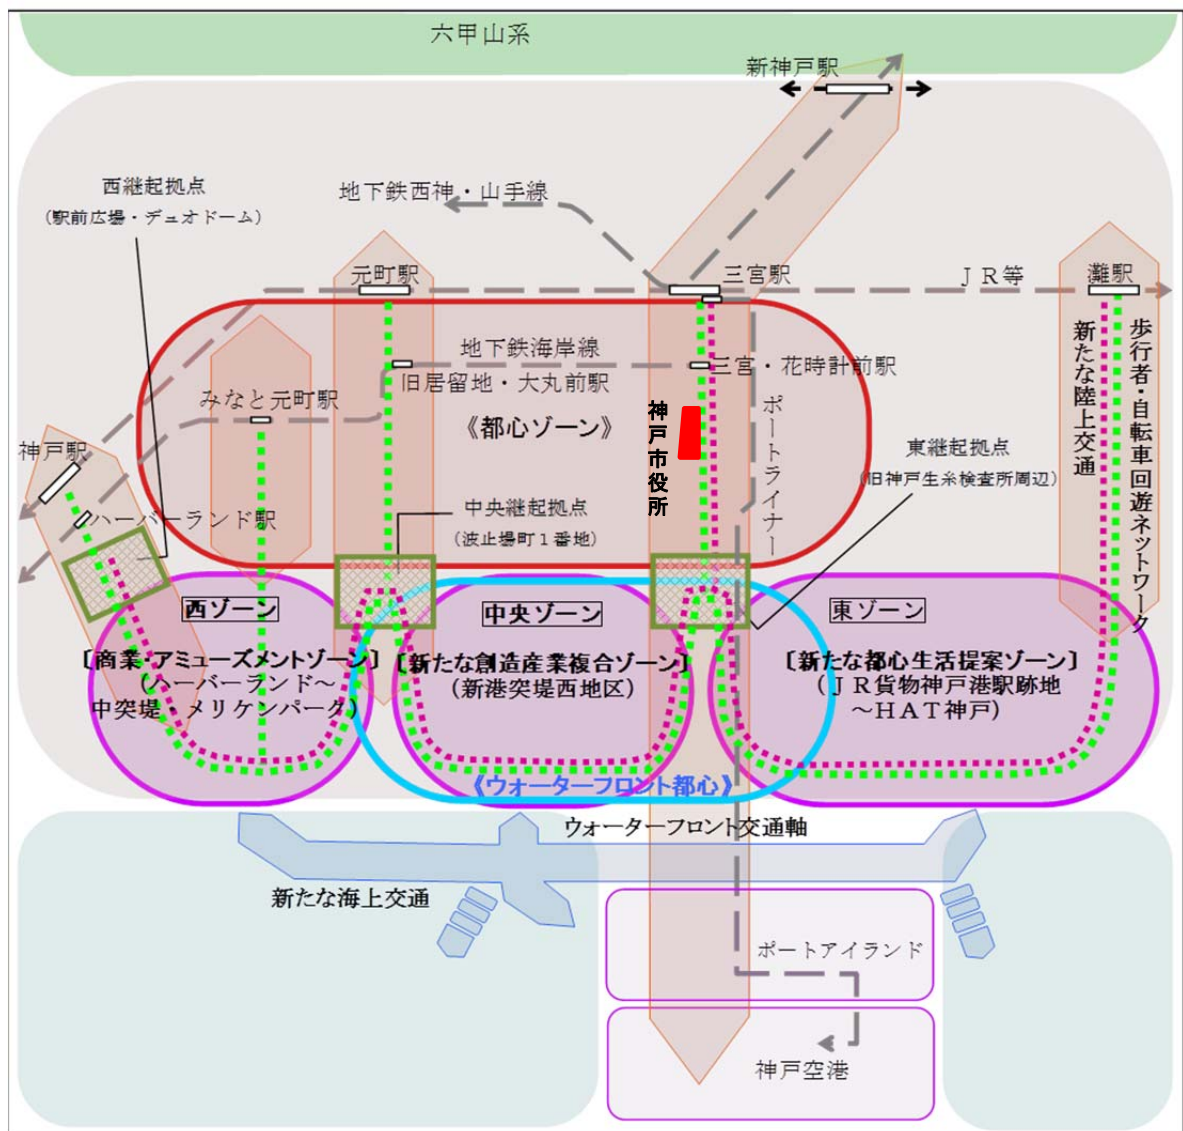 六甲山系
新神戸駅
西継起拠点
（駅前広場・デュオドーム）
地下鉄西神・山手線
元町駅
三宮駅
ＪＲ等
灘駅
地下鉄海岸線
三宮・花時計前駅
旧居留地・大丸前駅
みなと元町駅
《都心ゾーン》
神戸市役所
ポートライナー
新たな陸上交通
歩行者・自転車回遊ネットワーク
神戸駅
ハーバーランド駅
中央継起拠点
（波止場町１番地）
東継起拠点
（旧神戸生糸検査所周辺）
西ゾーン
〔商業・アミューズメントゾーン〕
（ハーバーランド～
中突堤・メリケンパーク）
中央ゾーン
〔新たな創造産業複合ゾーン〕
（新港突堤西地区）
東ゾーン
〔新たな都心生活提案ゾーン〕
（ＪＲ貨物神戸港駅跡地
～ＨＡＴ神戸）
《ウォーターフロント都心》
ウォーターフロント交通軸
新たな海上交通
ポートアイランド
神戸空港